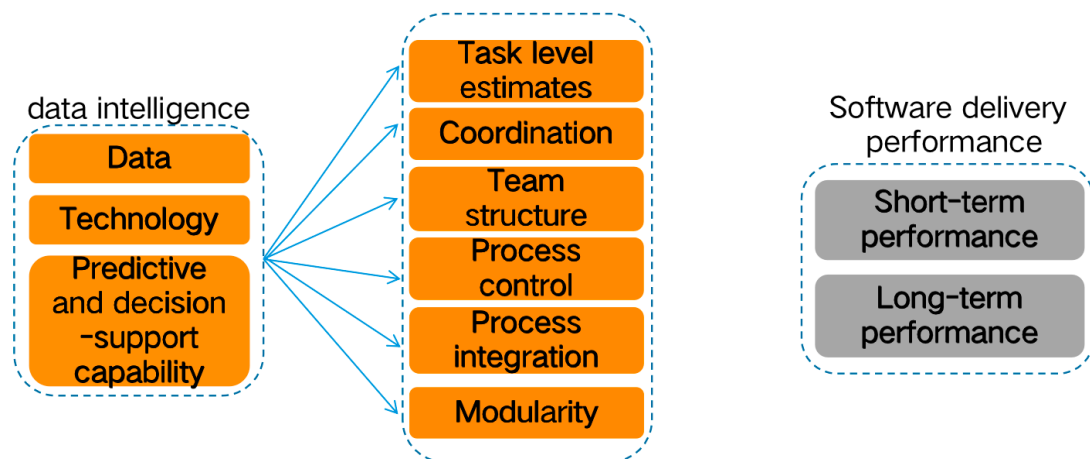 data intelligence
Data
Technology
Predictive
and decision
-support
capability
Task level
estimates
Coordination
Team
structure
Process
control
Process
integration
Modularity
Software delivery
performance
Short-term
performance
Long-term
performance